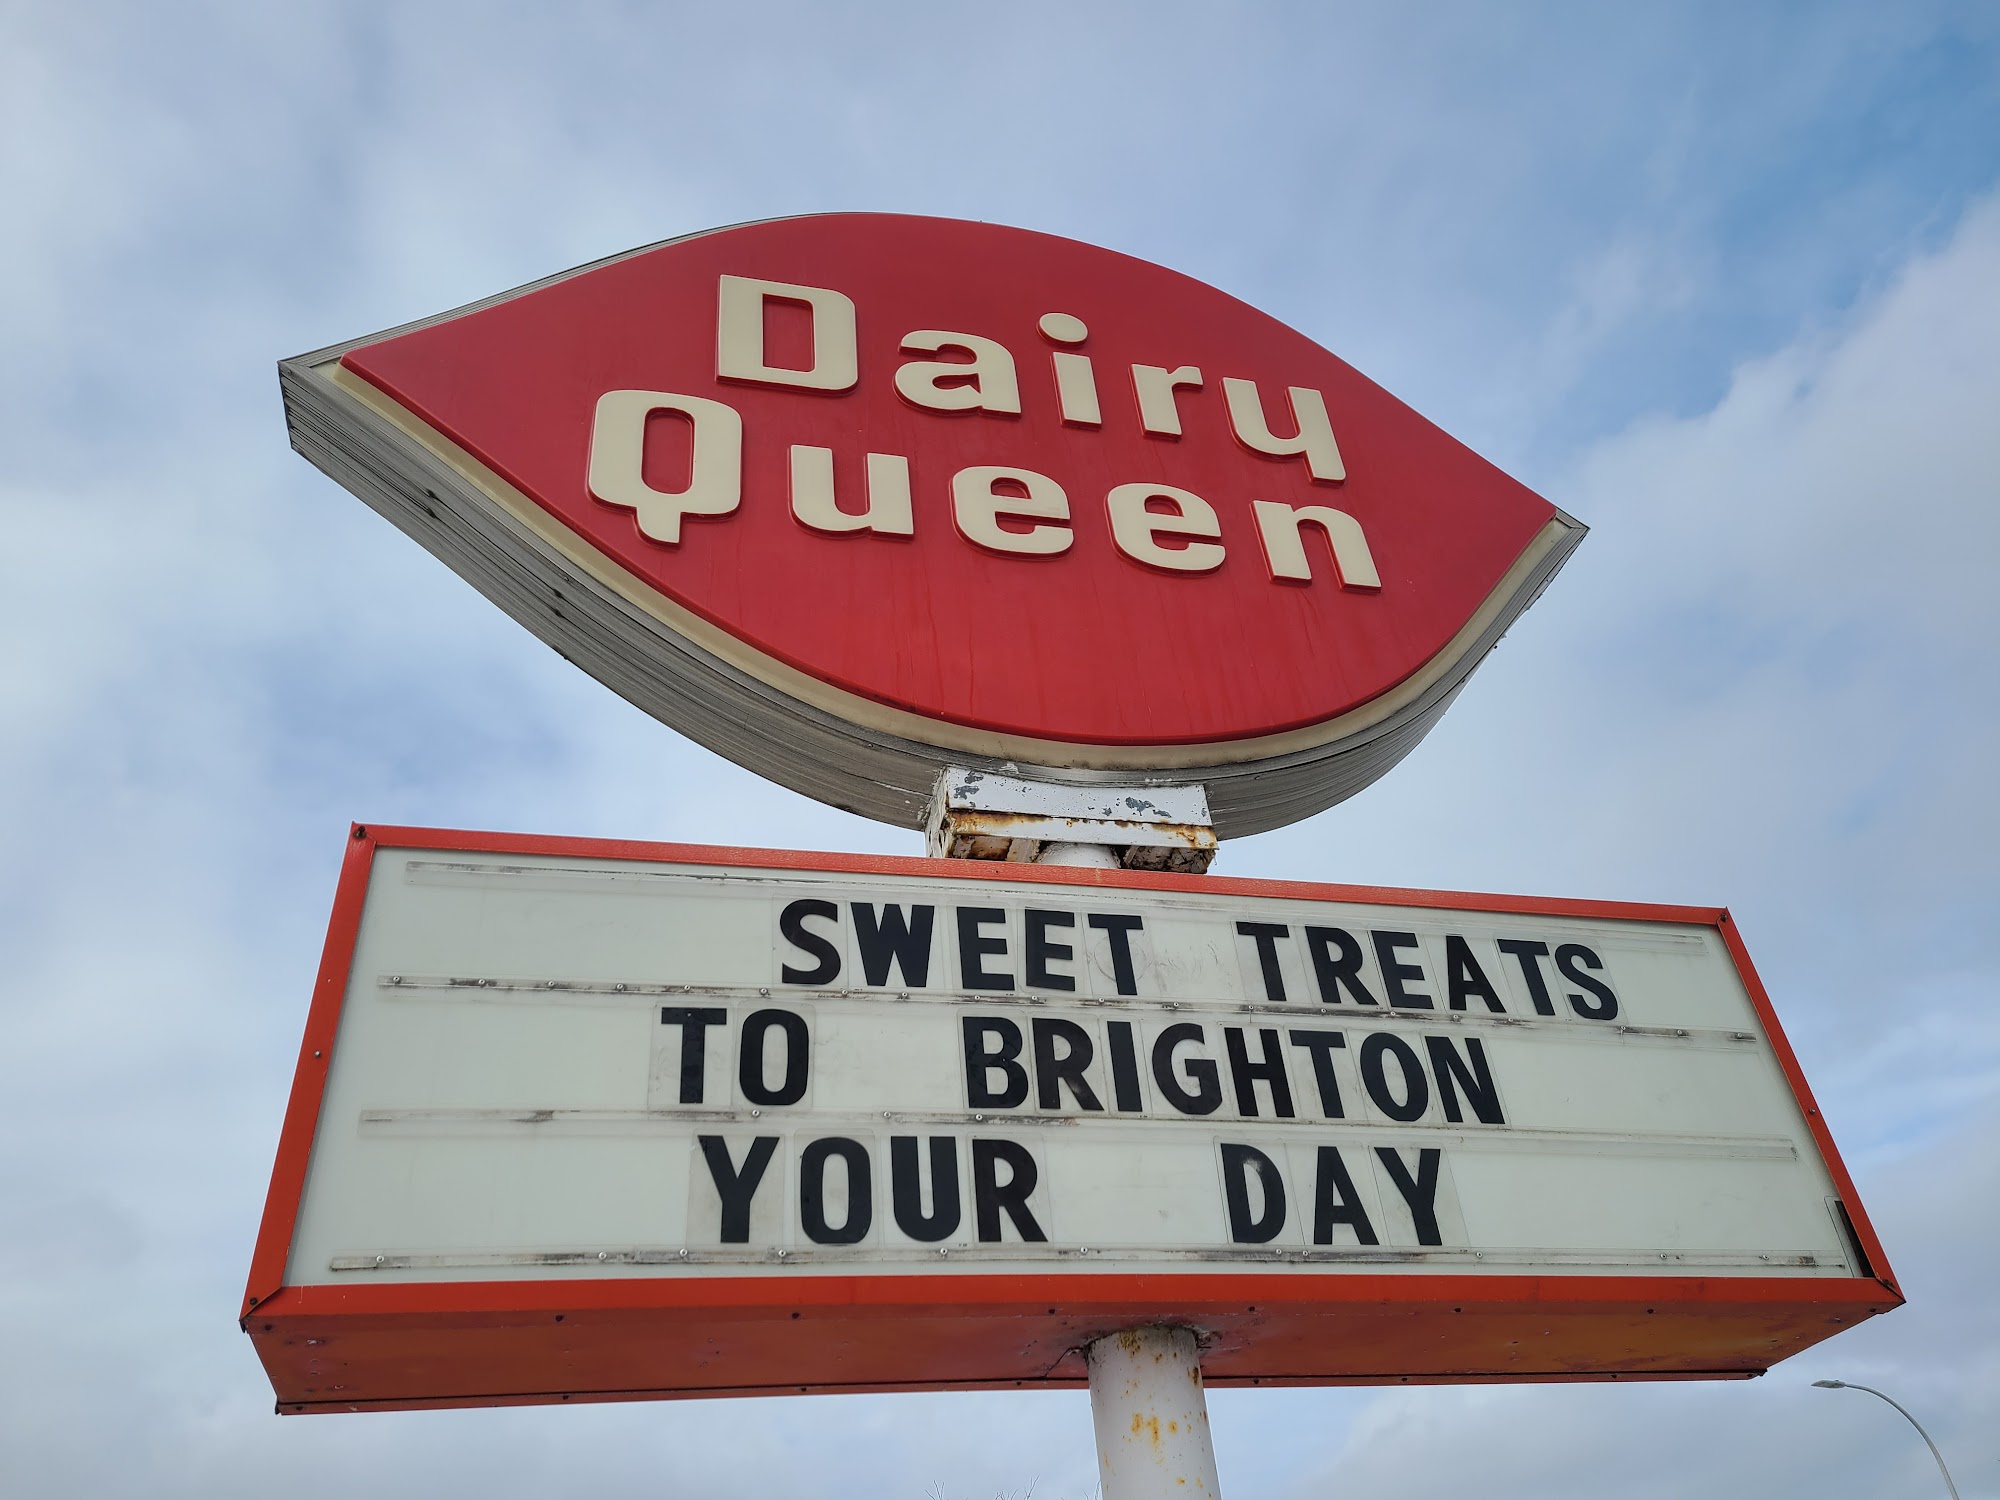 Dairy
Queen
SWEET TREATS
TO BRIGHTON
YOUR DAY